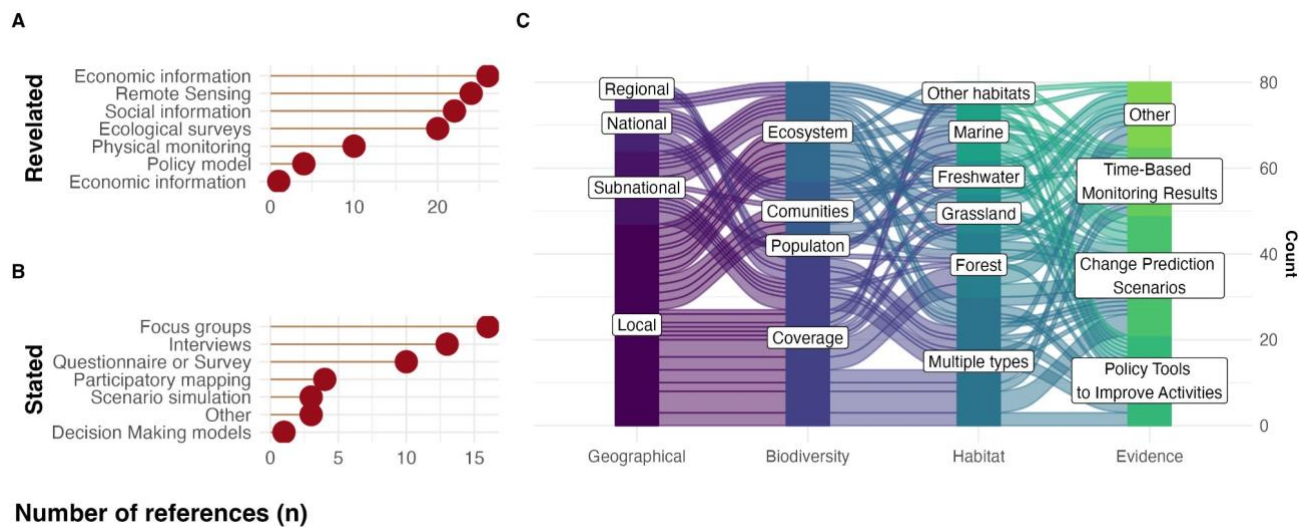 A
Revelated
Economic information
Remote Sensing
Social information
Ecological surveys
Physical monitoring
Policy model
Economic information
0 10 20
B
Stated
Focus groups
Interviews
Questionnaire or Survey
Participatory mapping
Scenario simulation
Other
Decision Making models
0 5 10 15
Number of references (n)
C
Regional
National
Subnational
Local
Ecosystem
Comunities
Populaton
Coverage
Other habitats
Marine
Freshwater
Grassland
Forest
Multiple types
Other
Time-Based
Monitoring Results
Change Prediction
Scenarios
Policy Tools
to Improve Activities
80
60
40
20
0
Count
Geographical Biodiversity Habitat Evidence